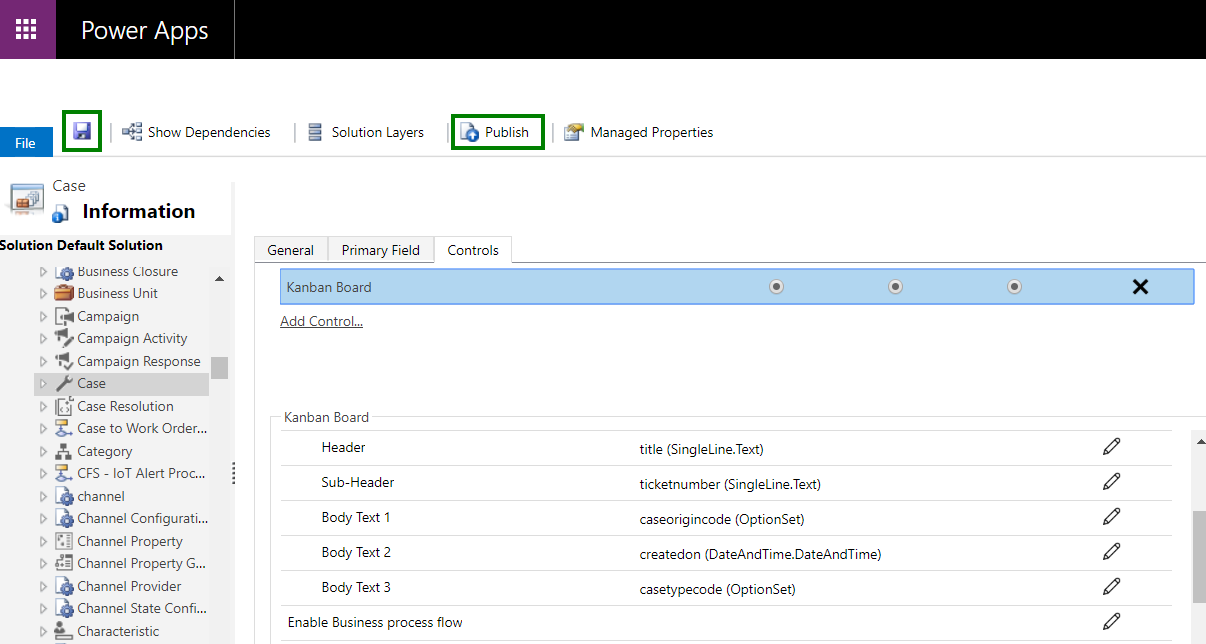 Power Apps
File
Show Dependencies
Solution Layers
Publish
Managed Properties
Case
Information
Solution Default Solution
Business Closure
Business Unit
Campaign
Campaign Activity
Campaign Response
Case
Case Resolution
Case to Work Order...
Category
CFS - IoT Alert Proc...
channel
Channel Configurati...
Channel Property
Channel Property G...
Channel Provider
Channel State Confi...
Characteristic
General
Primary Field
Controls
Kanban Board
Add Control...
Kanban Board
Header title (SingleLine.Text)
Sub-Header ticketnumber (SingleLine.Text)
Body Text 1 caseorigincode (OptionSet)
Body Text 2 createdon (DateAndTime.DateAndTime)
Body Text 3 casetypecode (OptionSet)
Enable Business process flow